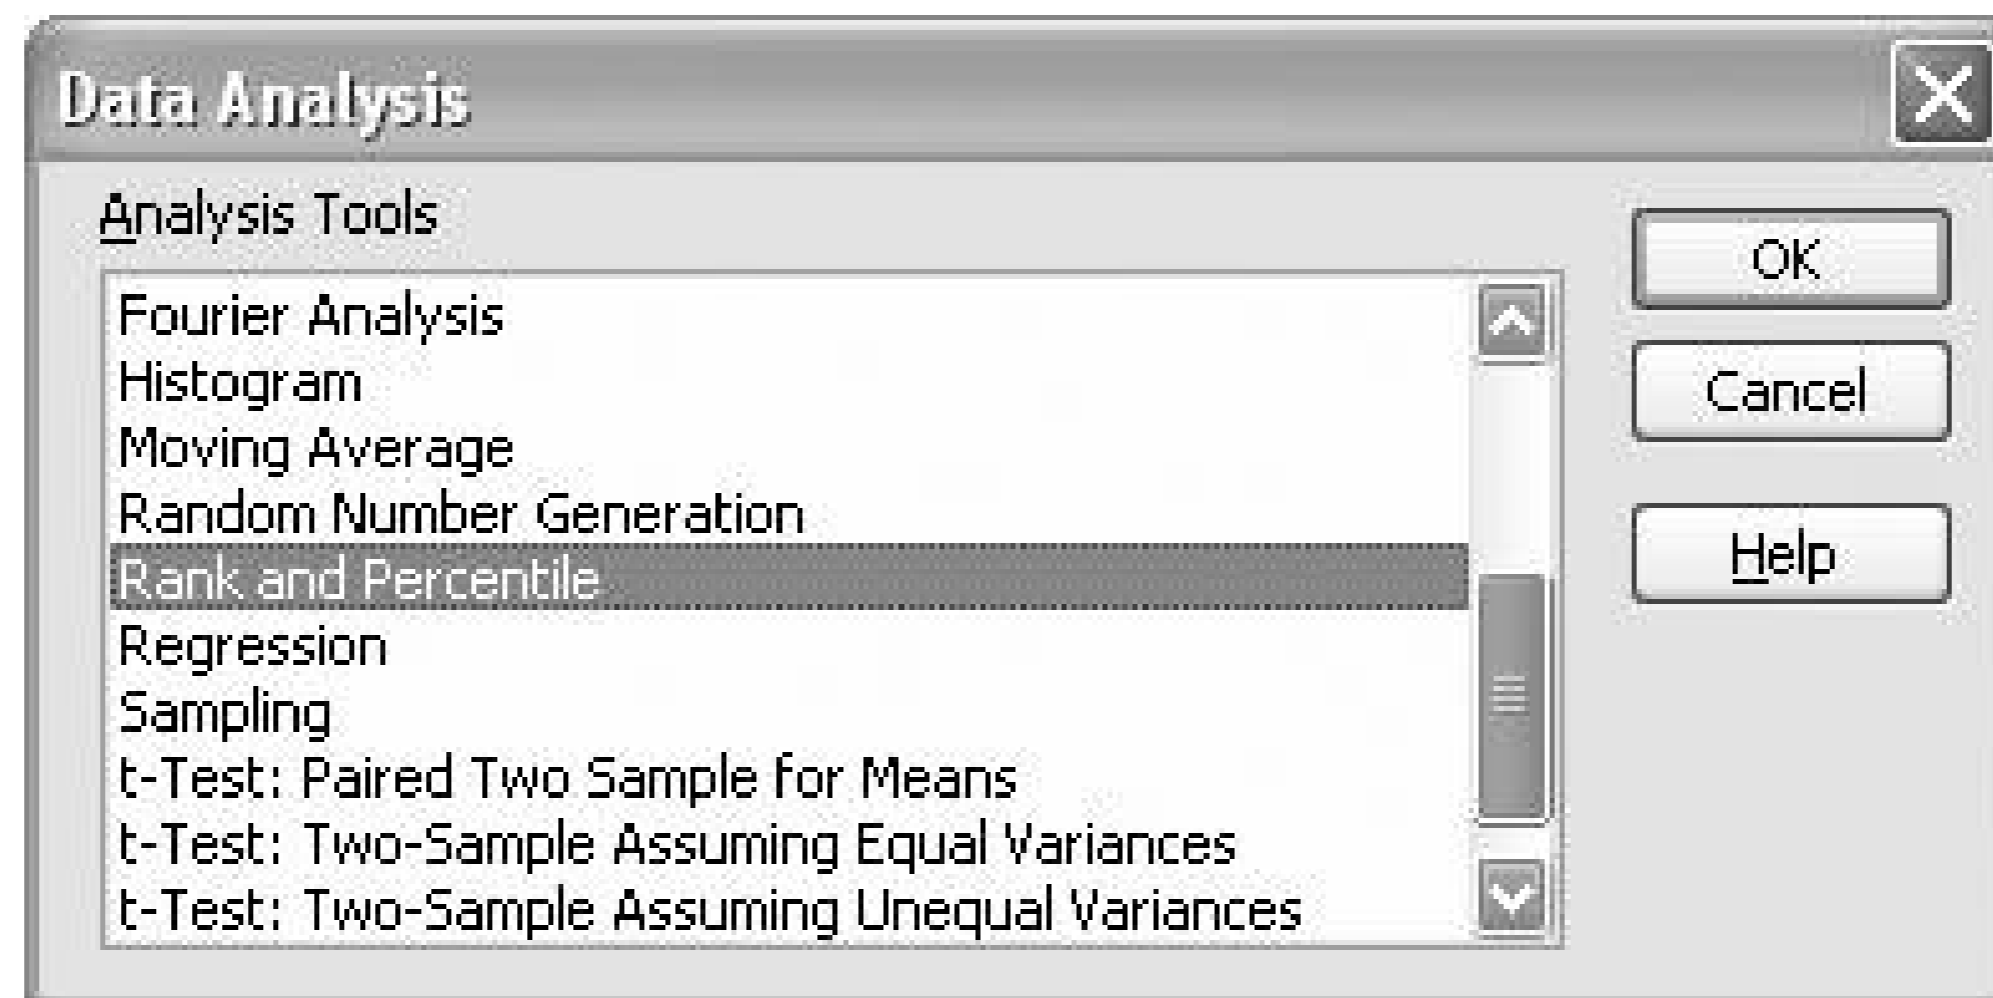 Data Analysis
Analysis Tools
Fourier Analysis
Histogram
Moving Average
Random Number Generation
Rank and Percentile
Regression
Sampling
t-Test: Paired Two Sample for Means
t-Test: Two-Sample Assuming Equal Variances
t-Test: Two-Sample Assuming Unequal Variances
OK
Cancel
Help